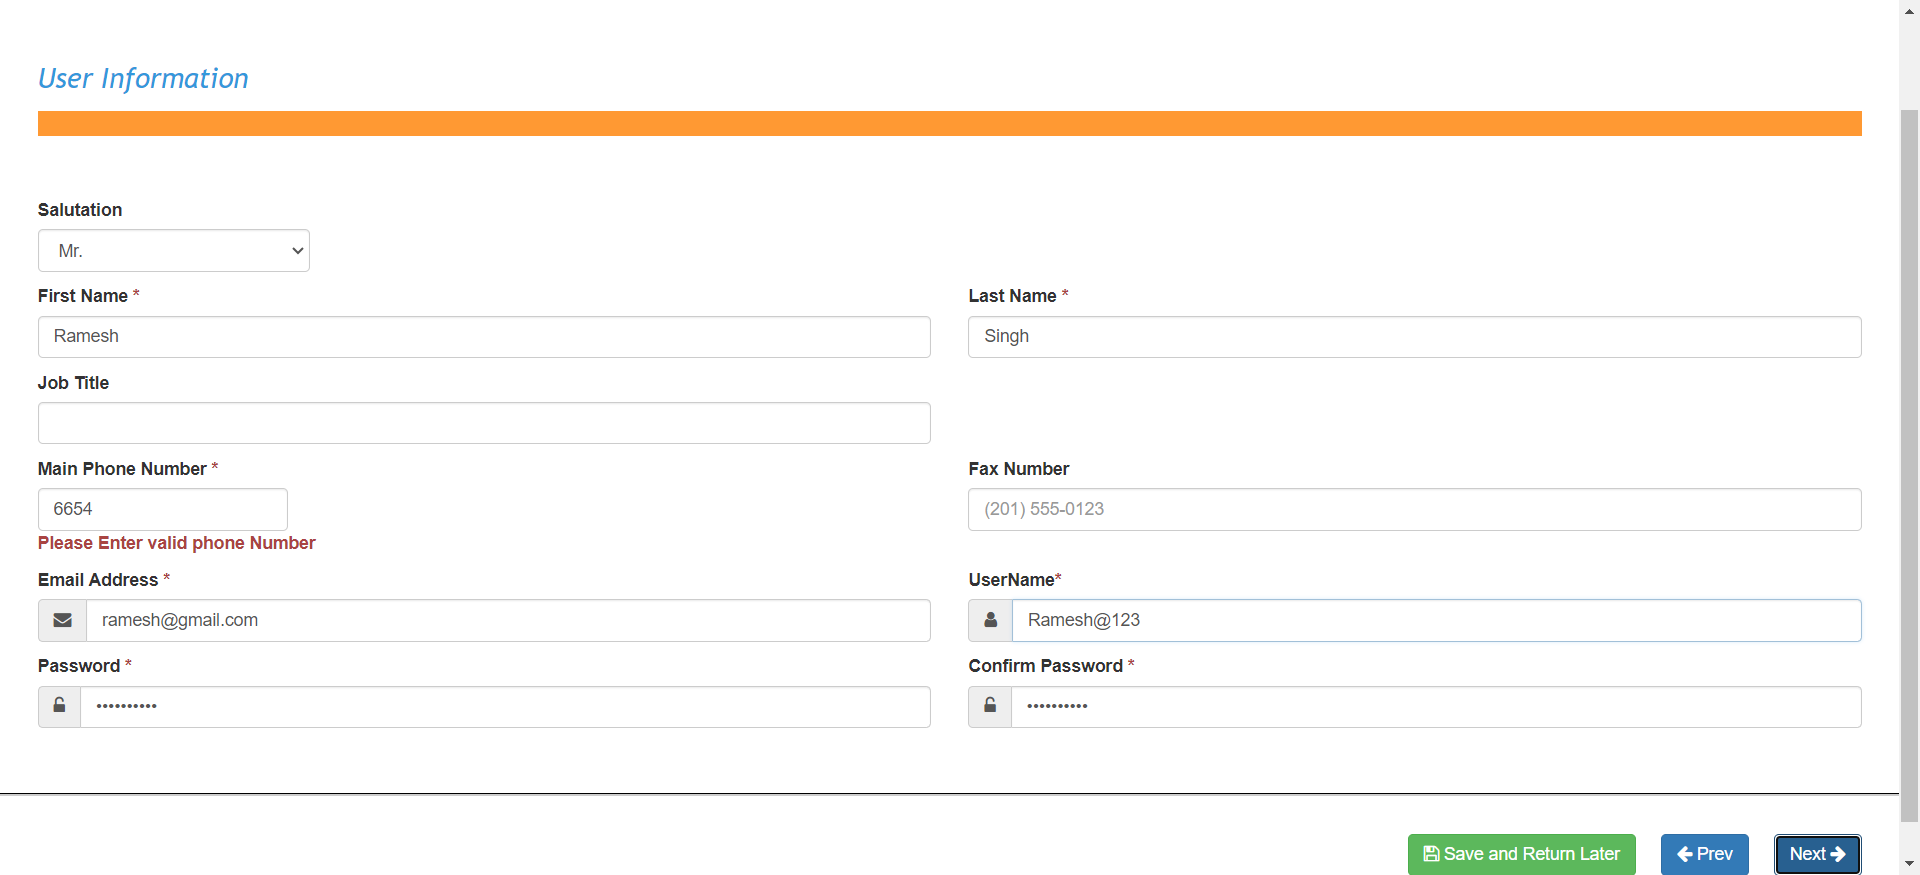 User Information
Salutation
Mr.
First Name * Last Name *
Ramesh Singh
Job Title
Main Phone Number * Fax Number
6654 (201) 555-0123
Please Enter valid phone Number
Email Address * UserName*
ramesh@gmail.com Ramesh@123
Password * Confirm Password *
•••••••••• ••••••••••
Save and Return Later Prev Next